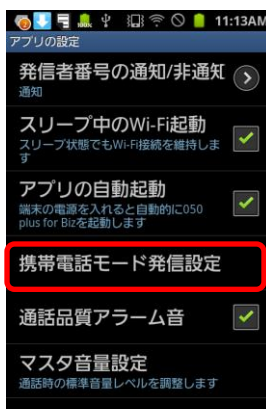 11:13AM
アプリの設定
発信者番号の通知/非通知
通知
スリープ中のWi-Fi起動
スリープ状態でもWi-Fi接続を維持しま
す
アプリの自動起動
端末の電源を入れると自動的に050
plus for Bizを起動します
携帯電話モード発信設定
通話品質アラーム音
マスタ音量設定
通話時の標準音量レベルを調整します